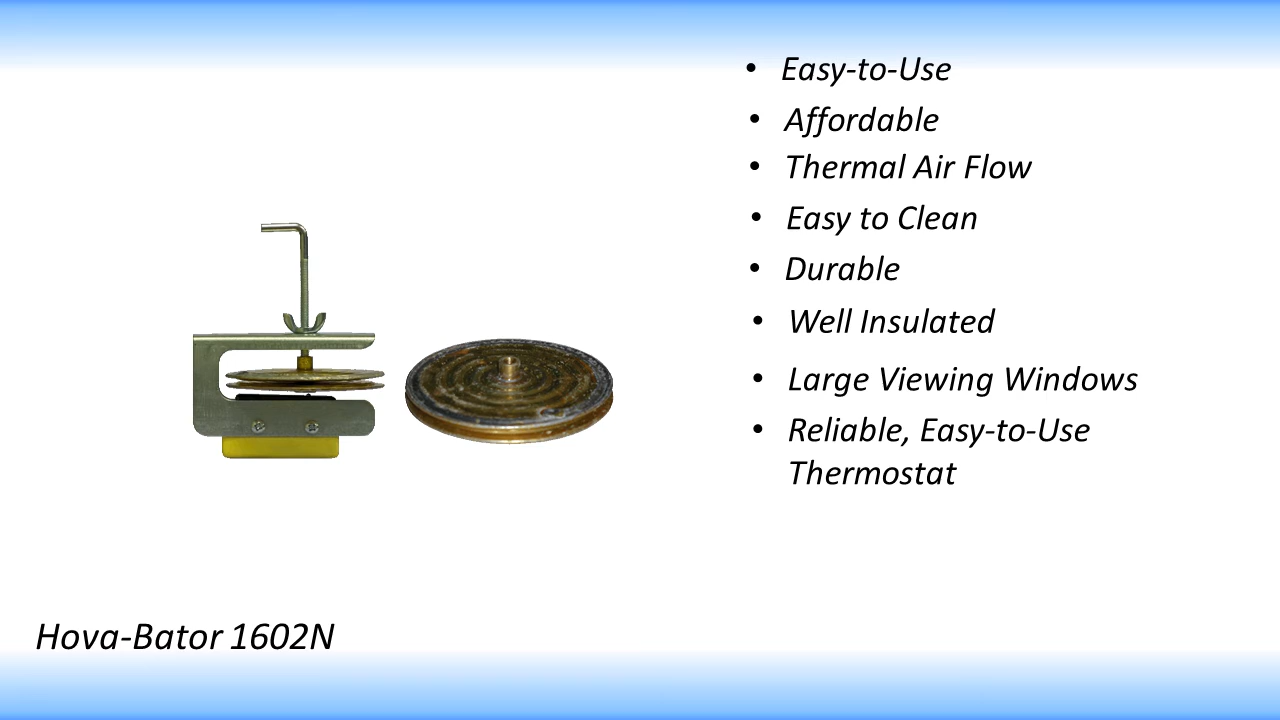 • Easy-to-Use
• Affordable
• Thermal Air Flow
• Easy to Clean
• Durable
• Well Insulated
• Large Viewing Windows
• Reliable, Easy-to-Use
Thermostat
Hova-Bator 1602N